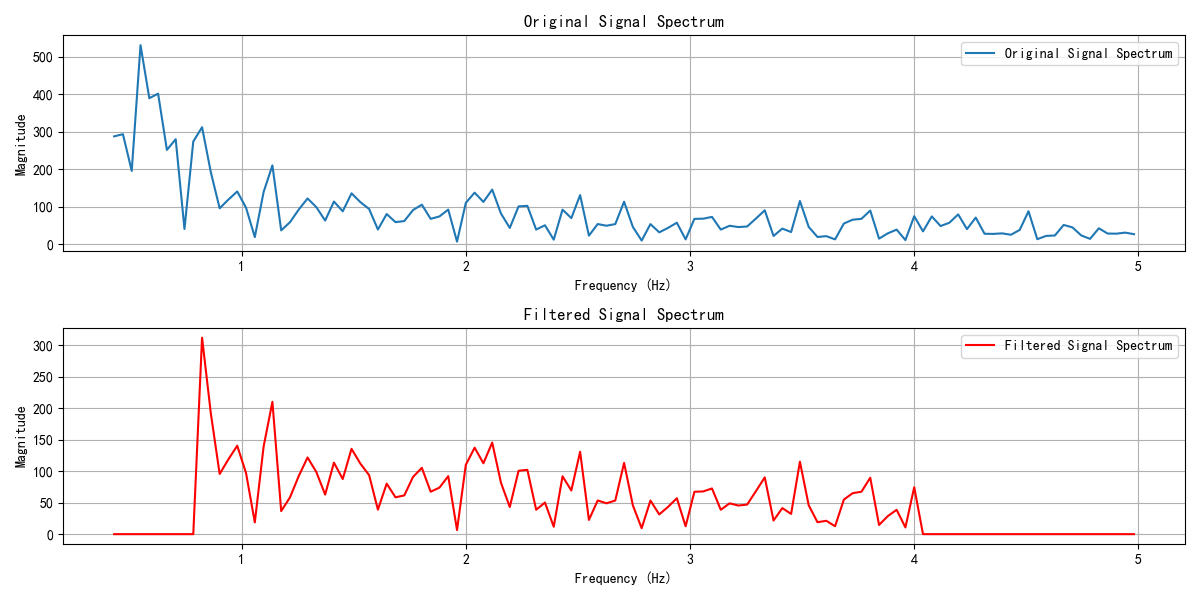 Original Signal Spectrum
500
400
300
200
100
0
Magnitude
Original Signal Spectrum
1 2 3 4 5
Frequency (Hz)
Filtered Signal Spectrum
300
250
200
150
100
50
0
Magnitude
Filtered Signal Spectrum
1 2 3 4 5
Frequency (Hz)